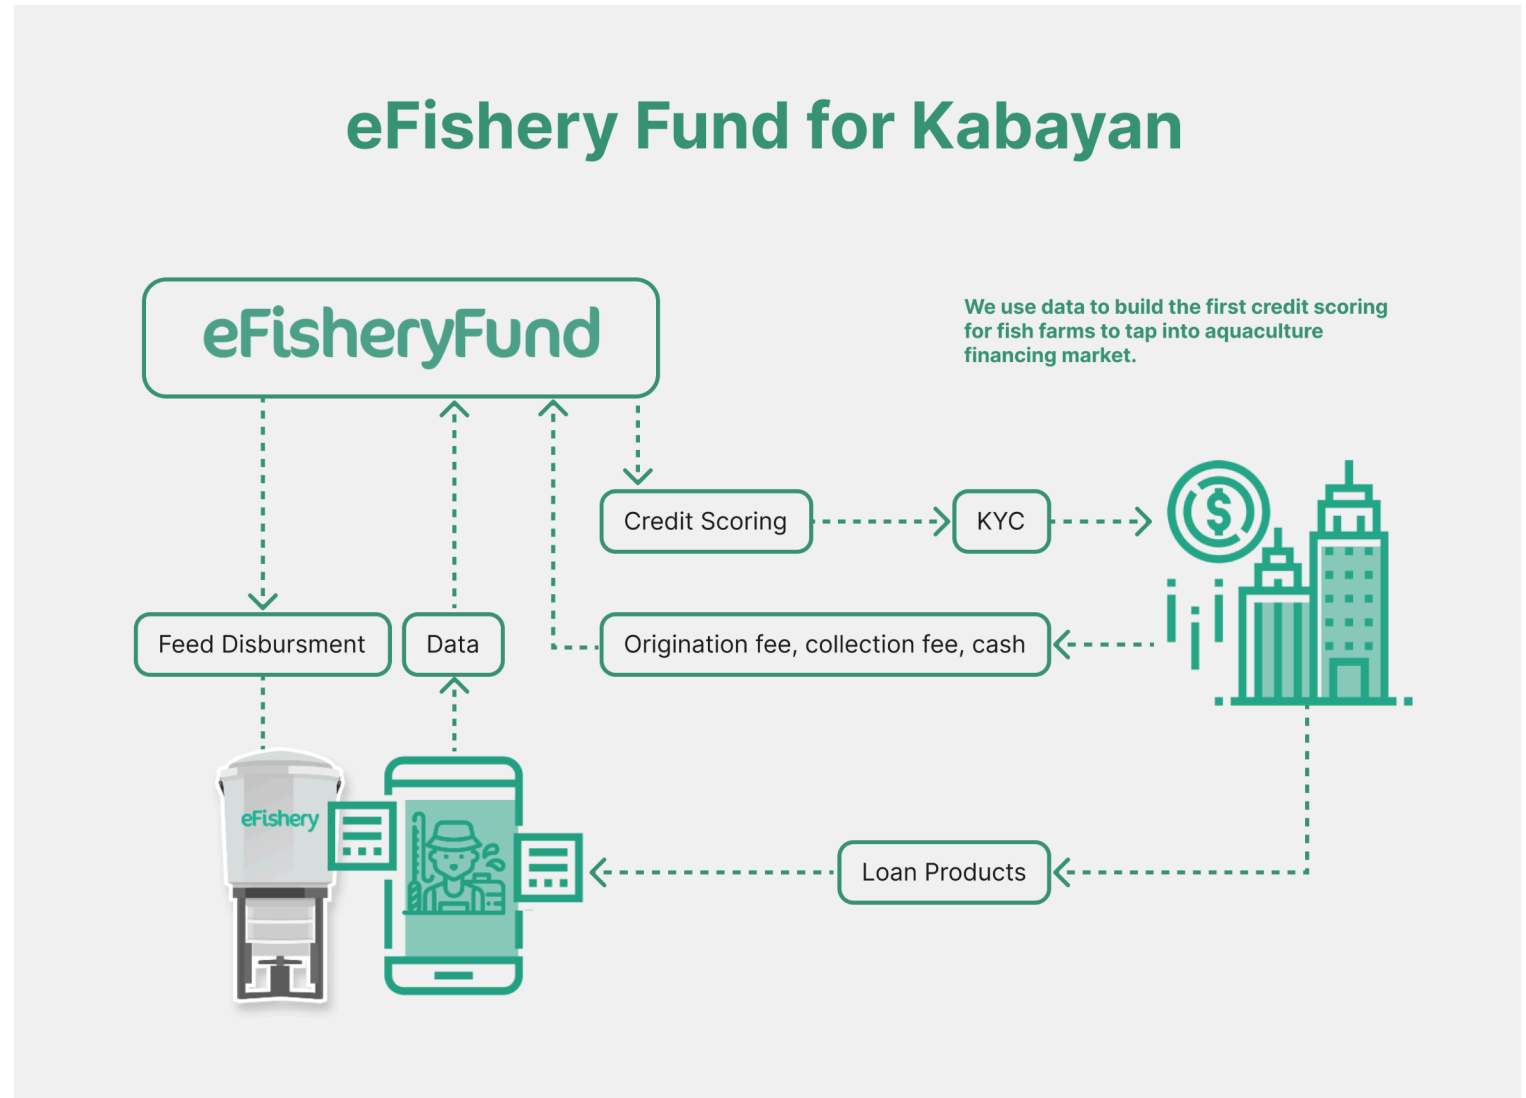 eFishery Fund for Kabayan
eFisheryFund
We use data to build the first credit scoring
for fish farms to tap into aquaculture
financing market.
Credit Scoring
KYC
Feed Disbursment
Data
Origination fee, collection fee, cash
eFishery
Loan Products